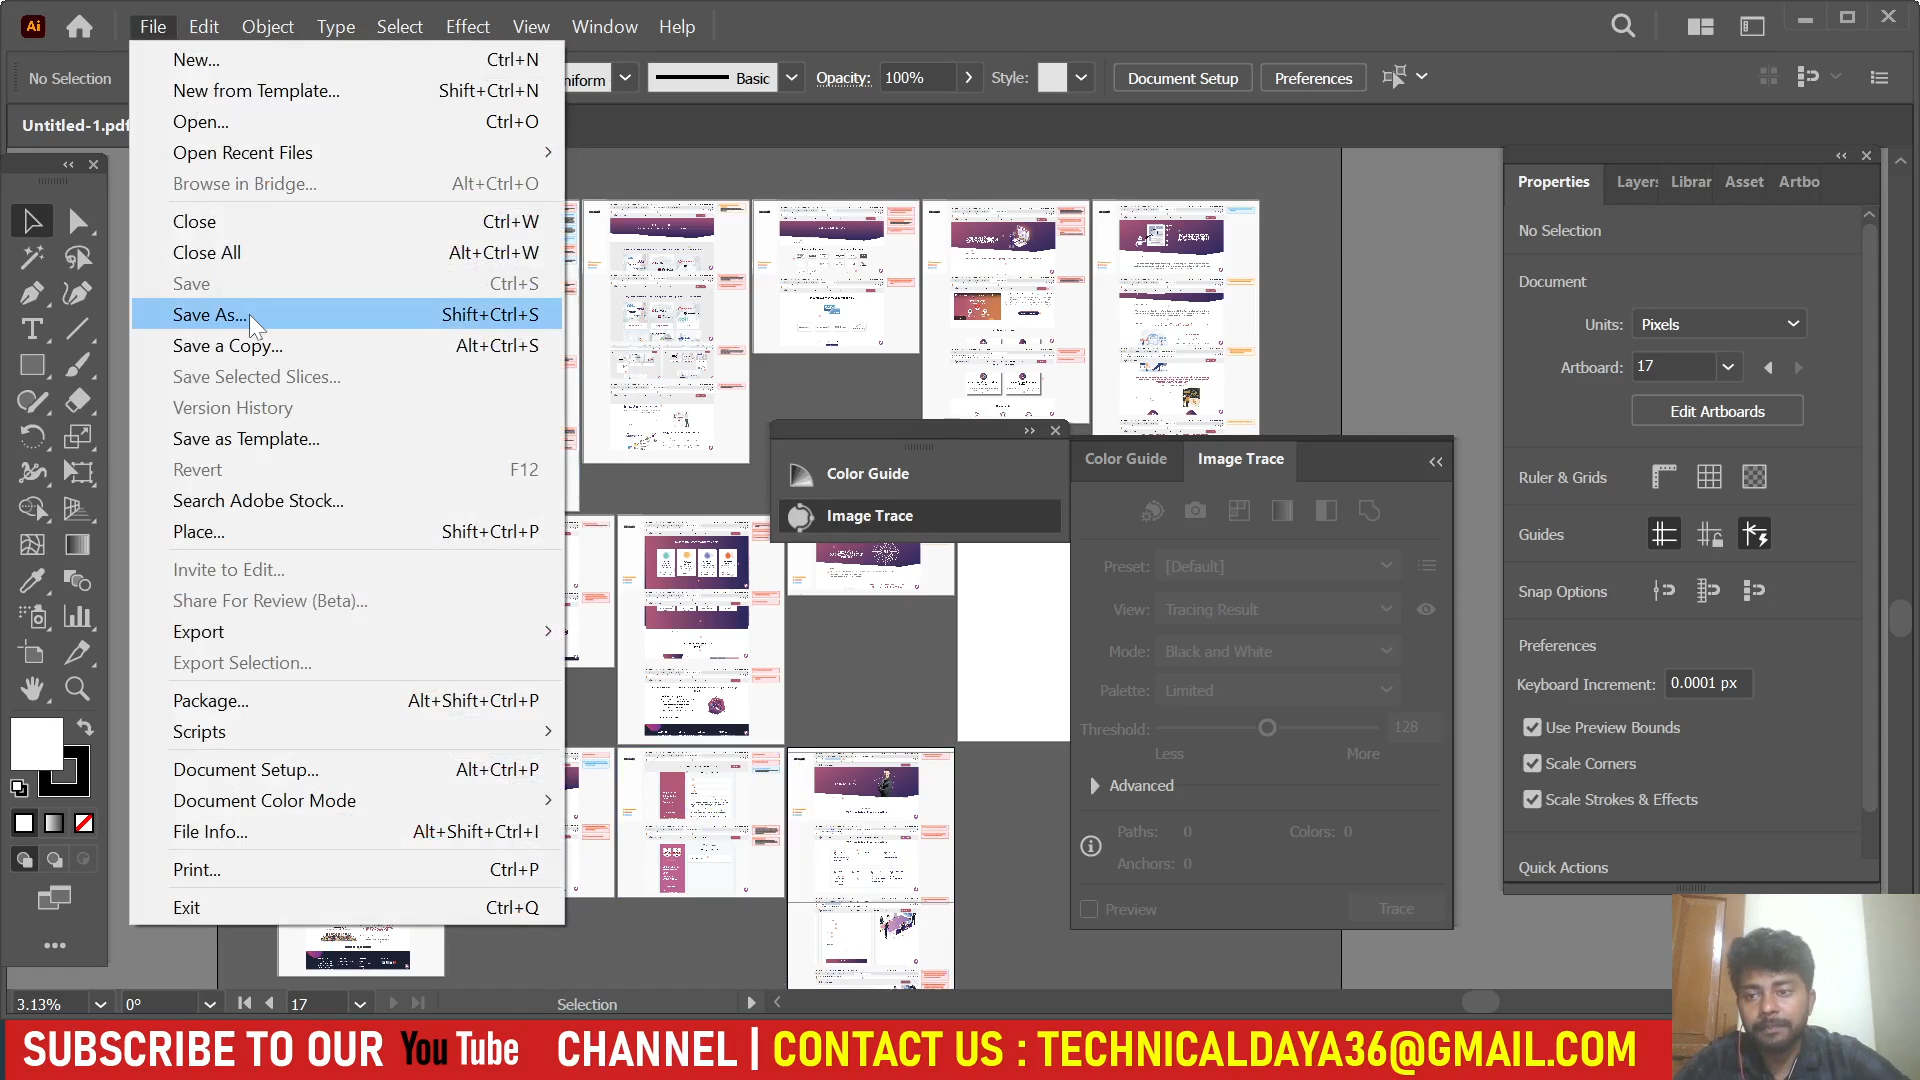 Ai
File Edit Object Type Select Effect View Window Help
No Selection
iform
Basic
Opacity: 100%
Style:
Document Setup
Preferences
Untitled-1.pdf
New... Ctrl+N
New from Template... Shift+Ctrl+N
Open... Ctrl+O
Open Recent Files
Browse in Bridge... Alt+Ctrl+O
Close Ctrl+W
Close All Alt+Ctrl+W
Save Ctrl+S
Save As... Shift+Ctrl+S
Save a Copy... Alt+Ctrl+S
Save Selected Slices...
Version History
Save as Template...
Revert F12
Search Adobe Stock...
Place... Shift+Ctrl+P
Invite to Edit...
Share For Review (Beta)...
Export
Export Selection...
Package... Alt+Shift+Ctrl+P
Scripts
Document Setup... Alt+Ctrl+P
Document Color Mode
File Info... Alt+Shift+Ctrl+I
Print... Ctrl+P
Exit Ctrl+Q
Color Guide
Image Trace
Color Guide Image Trace
Preset: [Default]
View: Tracing Result
Mode: Black and White
Palette: Limited
Threshold: 128
Less More
Advanced
Paths: 0 Colors: 0
Anchors: 0
Preview
Trace
Properties Layers Librar Asset Artbo
No Selection
Document
Units: Pixels
Artboard: 17
Edit Artboards
Ruler & Grids
Guides
Snap Options
Preferences
Keyboard Increment: 0.0001 px
Use Preview Bounds
Scale Corners
Scale Strokes & Effects
Quick Actions
3.13% 0° 17 Selection
SUBSCRIBE TO OUR YouTube CHANNEL | CONTACT US : TECHNICALDAYA36@GMAIL.COM